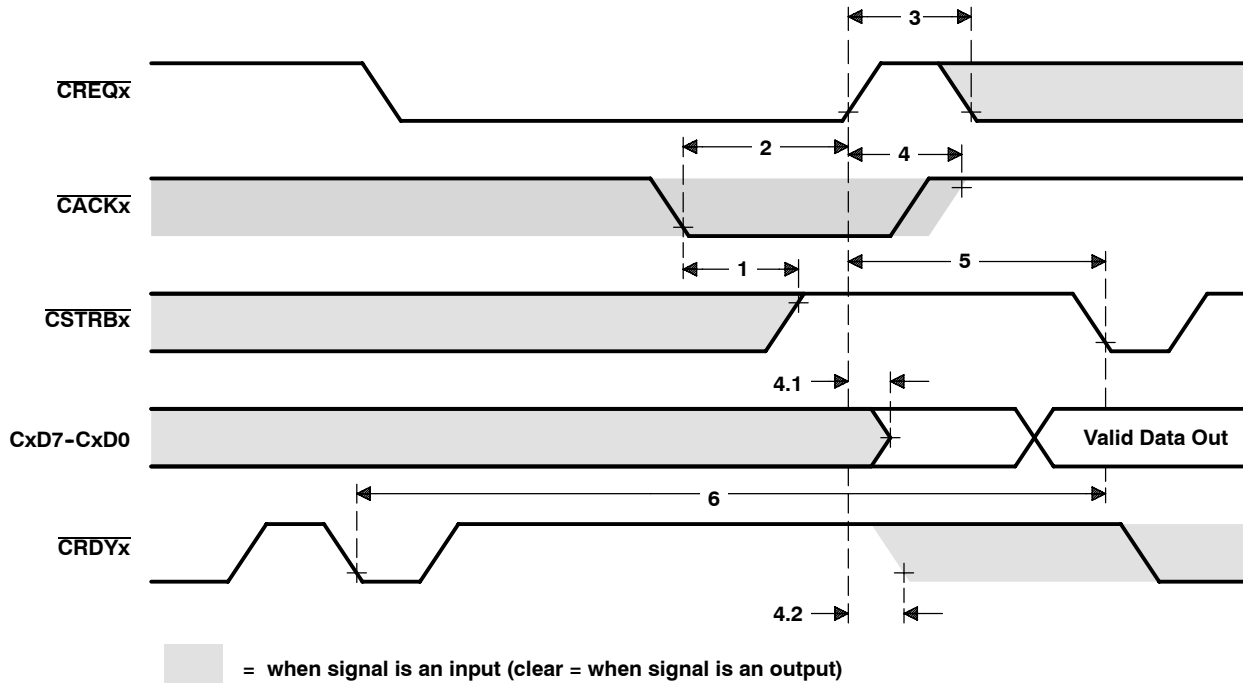 3
CREQx
2
4
CACKx
1
5
CSTRBx
4.1
CxD7-CxD0
Valid Data Out
6
CRDYx
4.2
= when signal is an input (clear = when signal is an output)